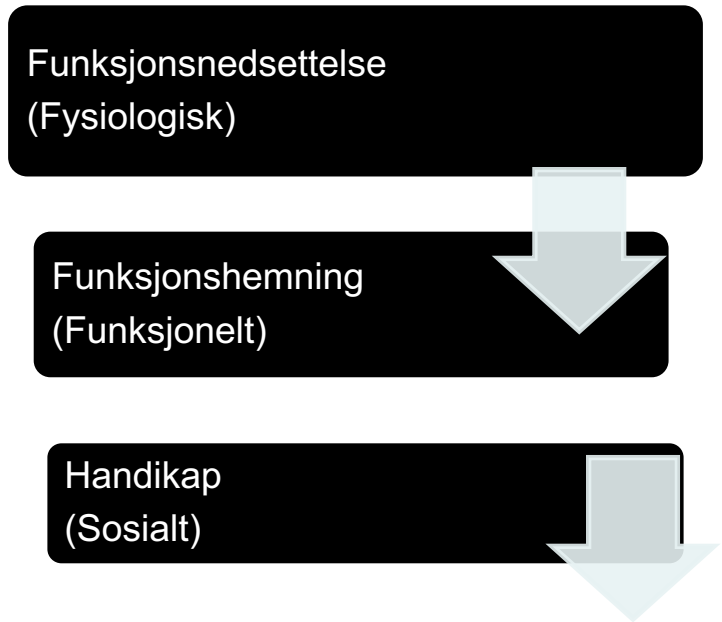 Funksjonsnedsettelse
(Fysiologisk)
Funksjonshemning
(Funksjonelt)
Handikap
(Sosialt)